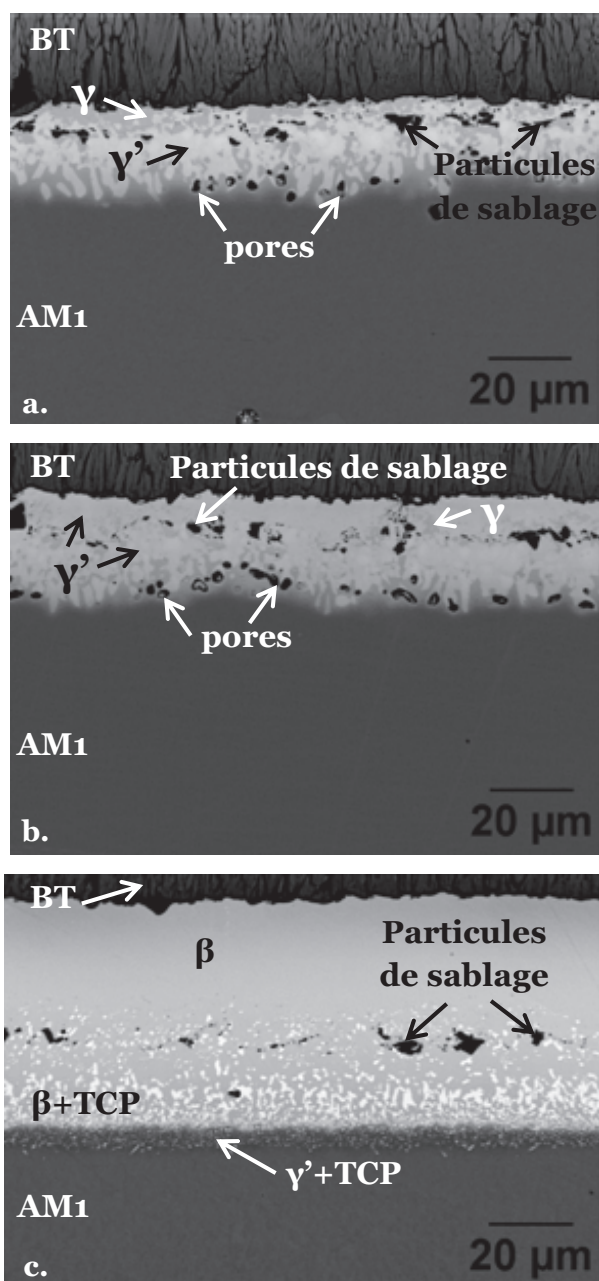 BT
γ
γ'
Particules
de sablage
pores
AM1
20 µm
a.
BT
Particules de sablage
γ
γ'
pores
AM1
20 µm
b.
BT
β
Particules
de sablage
β+TCP
γ'+TCP
AM1
20 µm
c.